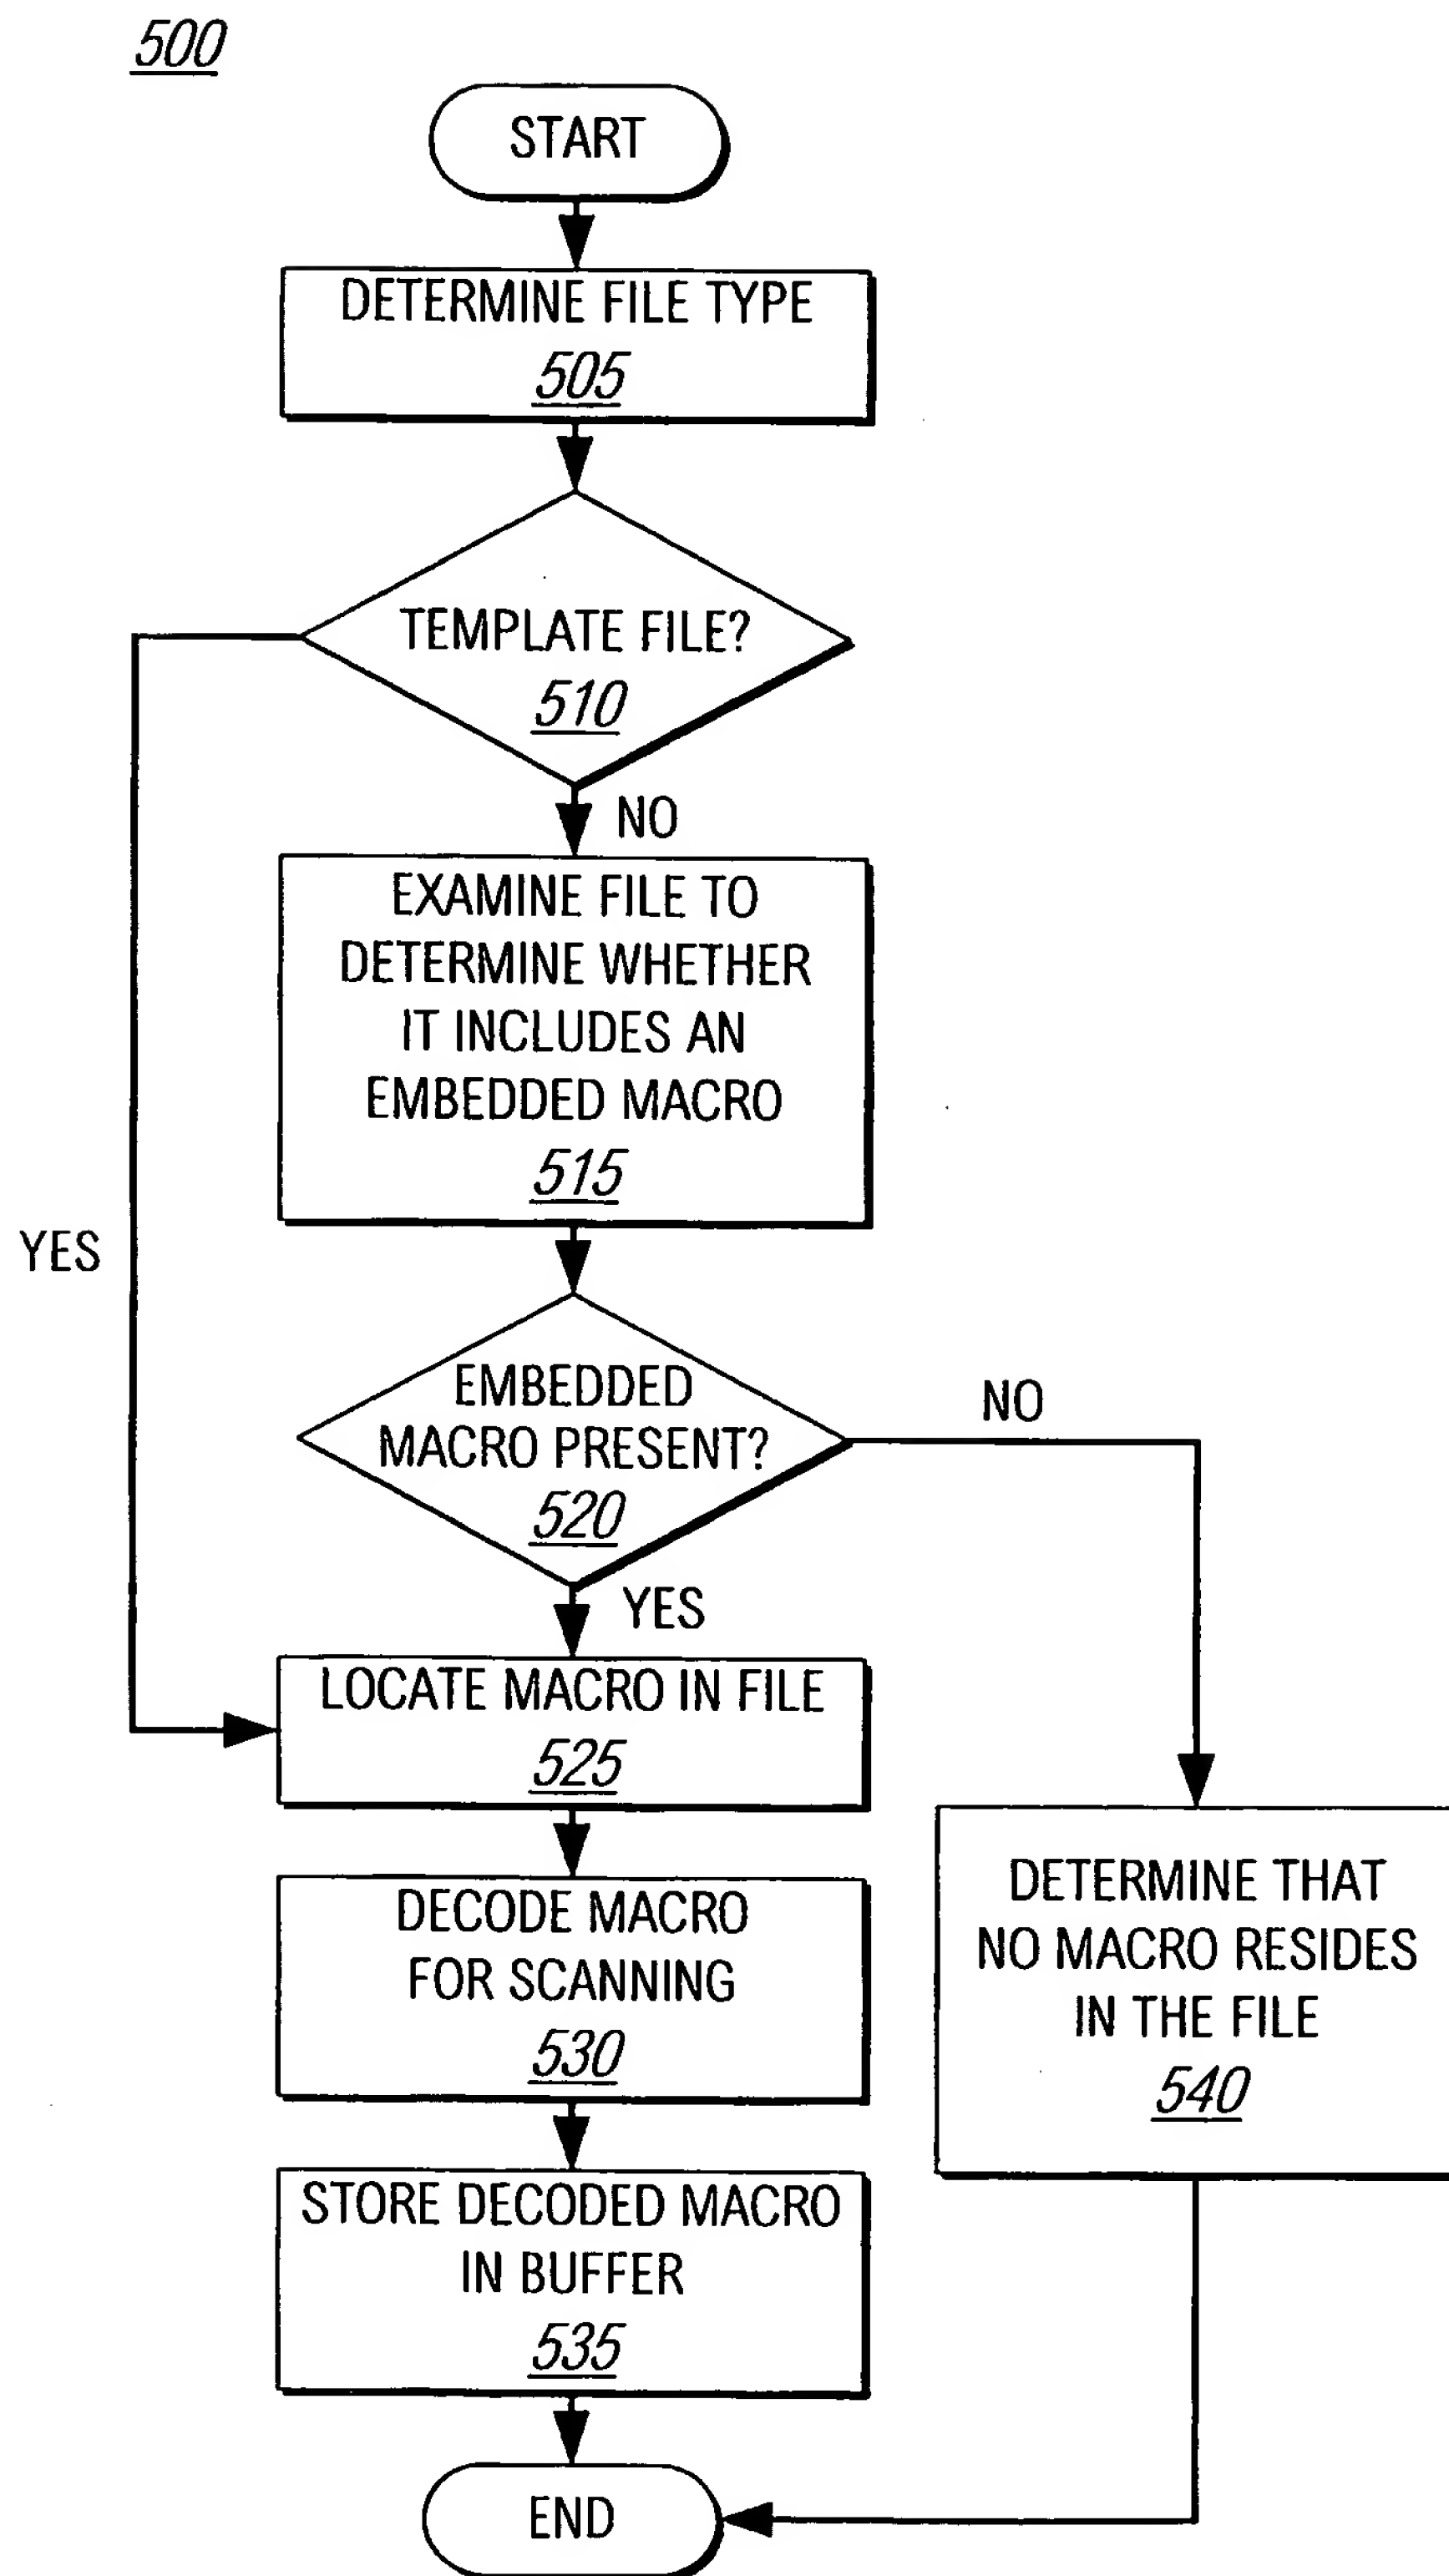 500
START
DETERMINE FILE TYPE
505
TEMPLATE FILE?
510
NO
EXAMINE FILE TO
DETERMINE WHETHER
IT INCLUDES AN
EMBEDDED MACRO
515
YES
EMBEDDED
MACRO PRESENT?
520
NO
YES
LOCATE MACRO IN FILE
525
DECODE MACRO
FOR SCANNING
530
DETERMINE THAT
NO MACRO RESIDES
IN THE FILE
540
STORE DECODED MACRO
IN BUFFER
535
END